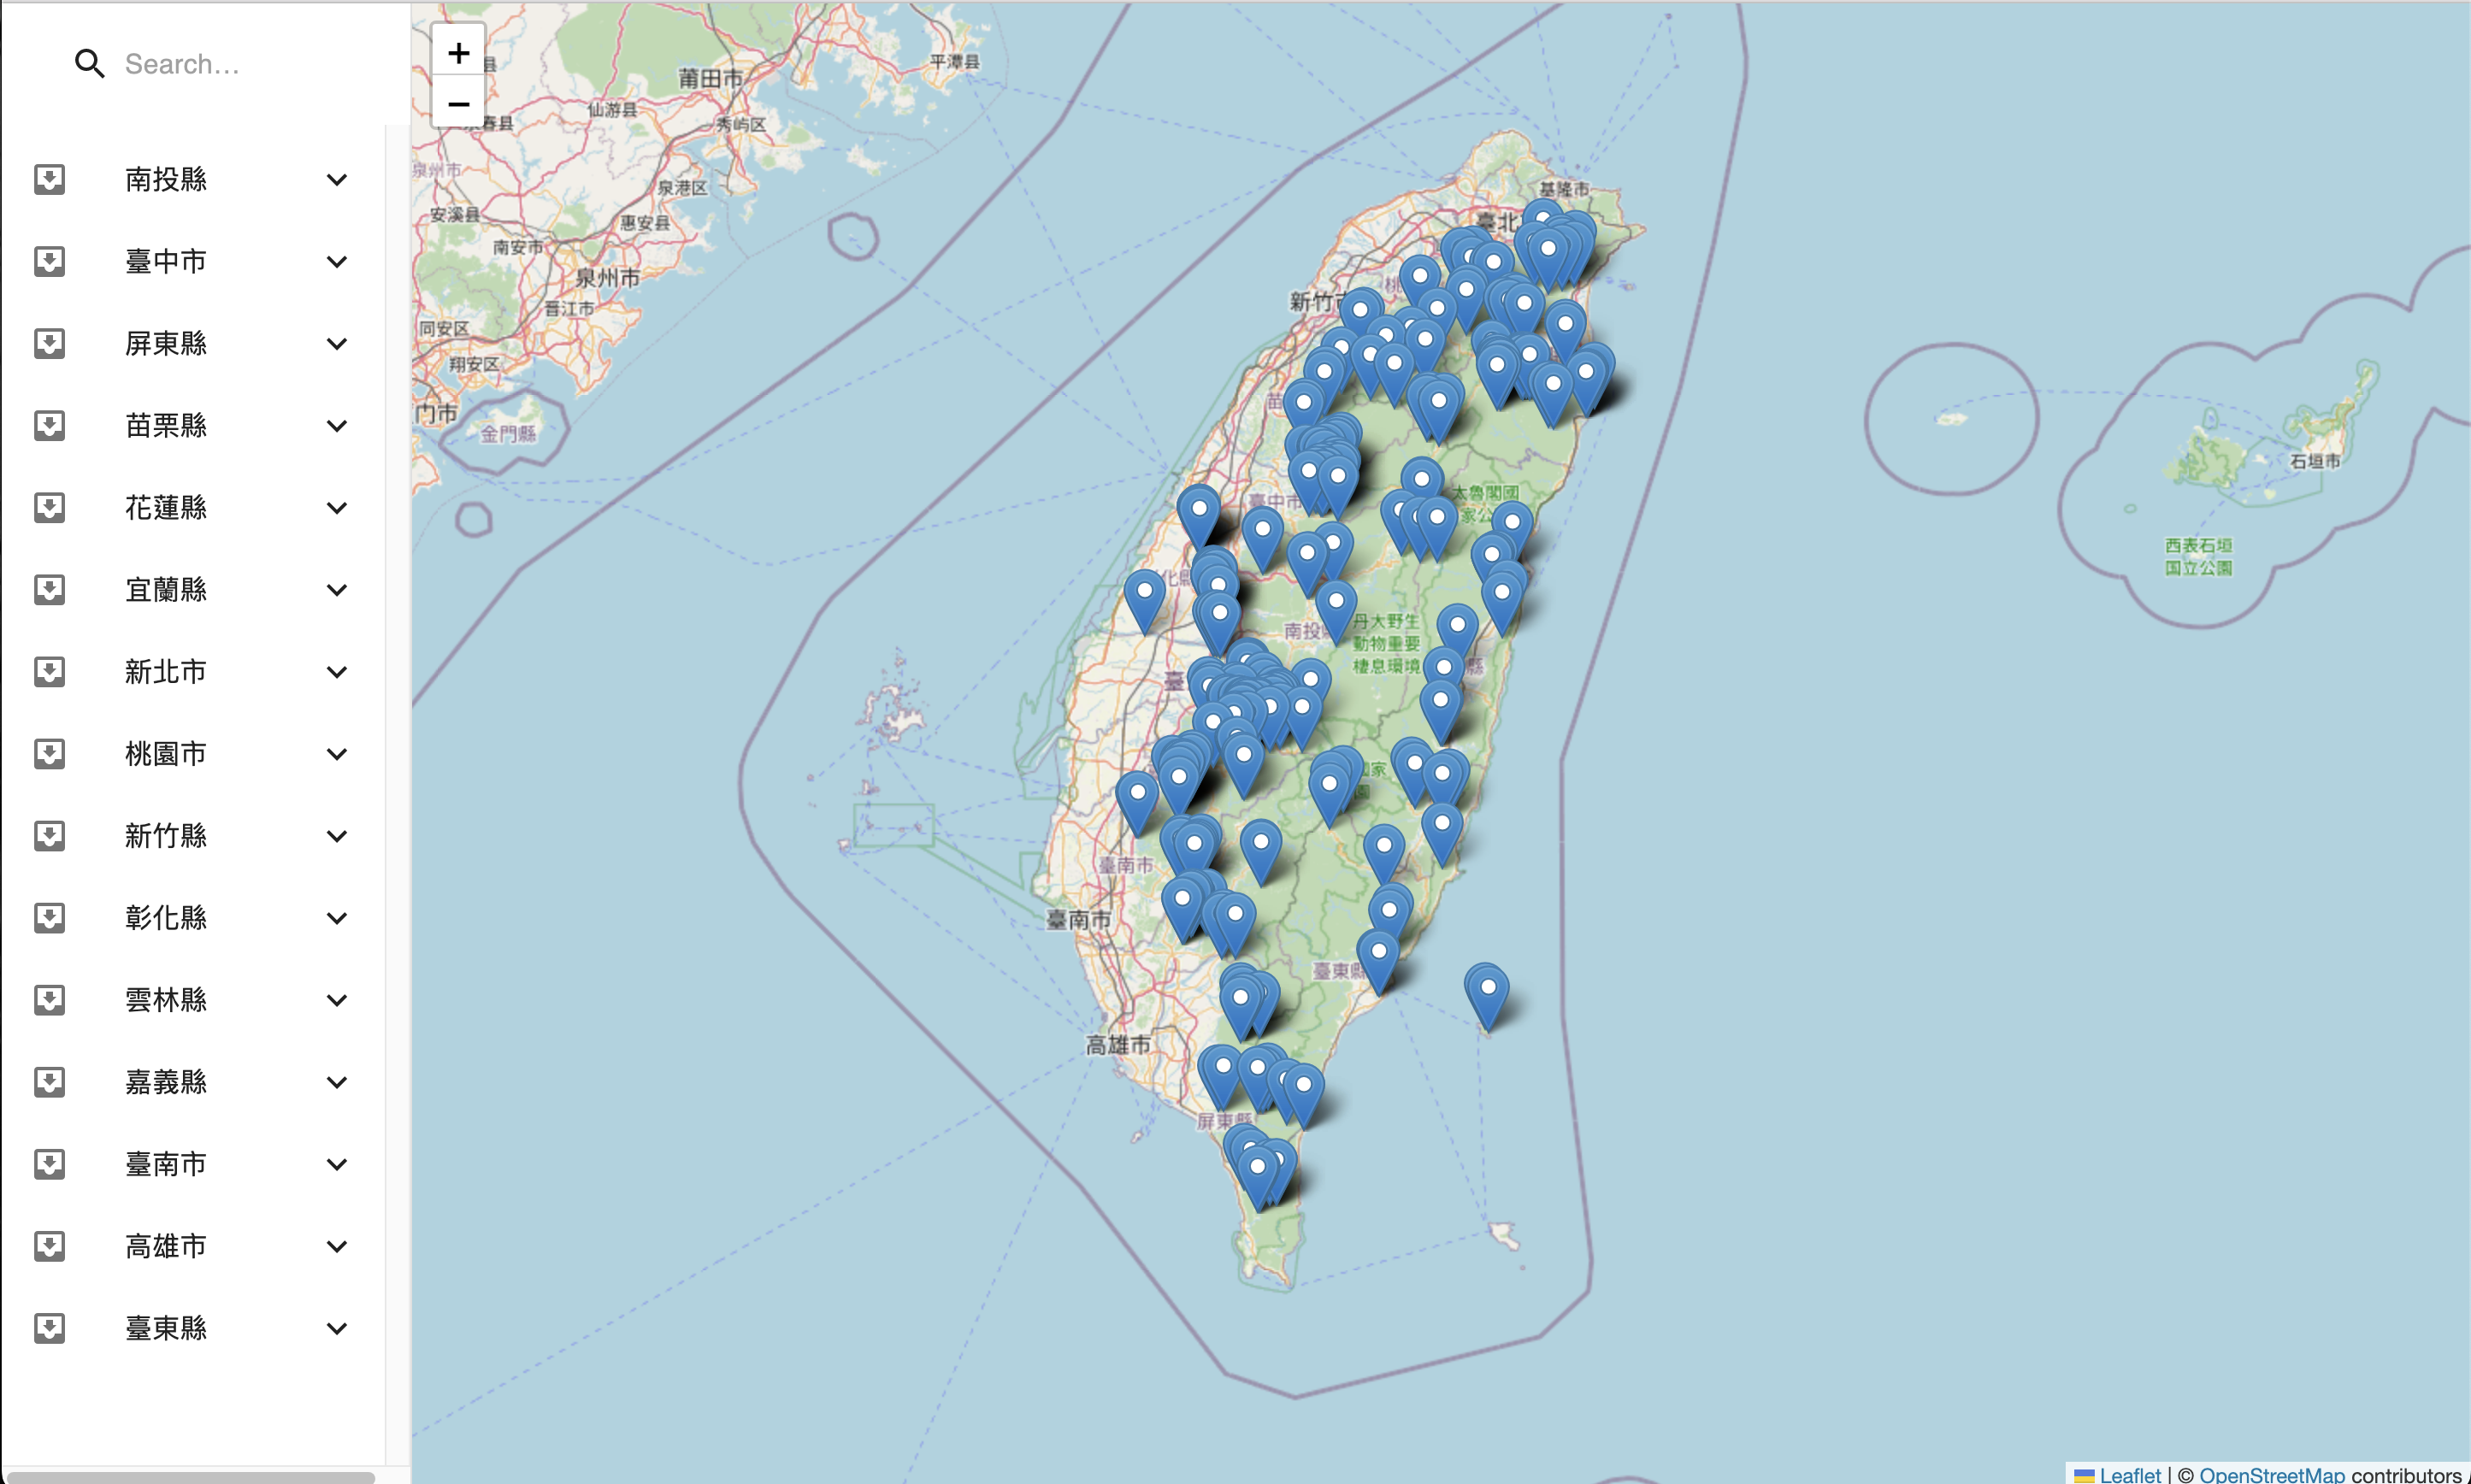 Search…
南投縣
臺中市
屏東縣
苗栗縣
花蓮縣
宜蘭縣
新北市
桃園市
新竹縣
彰化縣
雲林縣
嘉義縣
臺南市
高雄市
臺東縣
+
−
平潭县
莆田市
仙游县
秀屿区
泉州市
泉港区
安溪县
惠安县
南安市
泉州市
晋江市
同安区
翔安区
门市
金門縣
基隆市
臺北
新竹市
臺中市
太魯閣國
家公
南投縣
丹大野生
動物重要
棲息環境
臺南市
臺南市
臺東縣
高雄市
屏東縣
石垣市
西表石垣
国立公園
Leaflet | © OpenStreetMap contributors